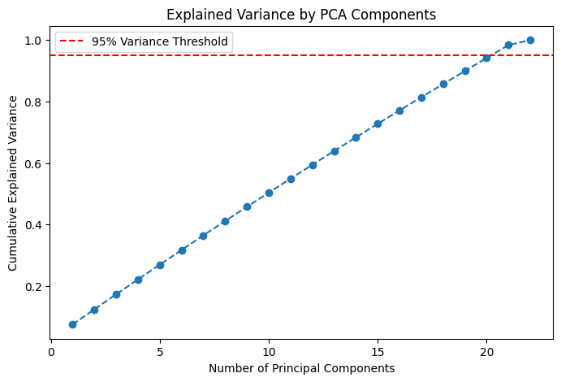 Explained Variance by PCA Components
95% Variance Threshold
Cumulative Explained Variance
1.0
0.8
0.6
0.4
0.2
0
5
10
15
20
Number of Principal Components